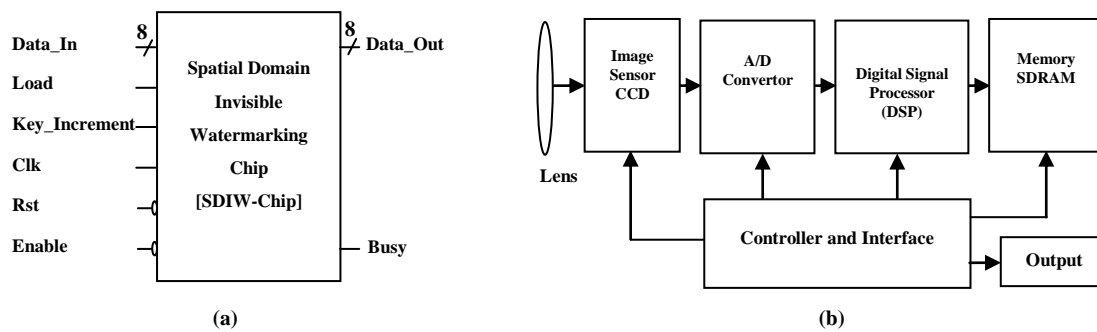 8
8
Data_In
Load
Key_Increment
Clk
Rst
Enable
Spatial Domain
Invisible
Watermarking
Chip
[SDIW-Chip]
Data_Out
Busy
(a)
Lens
Image
Sensor
CCD
A/D
Convertor
Digital Signal
Processor
(DSP)
Memory
SDRAM
Controller and Interface
Output
(b)